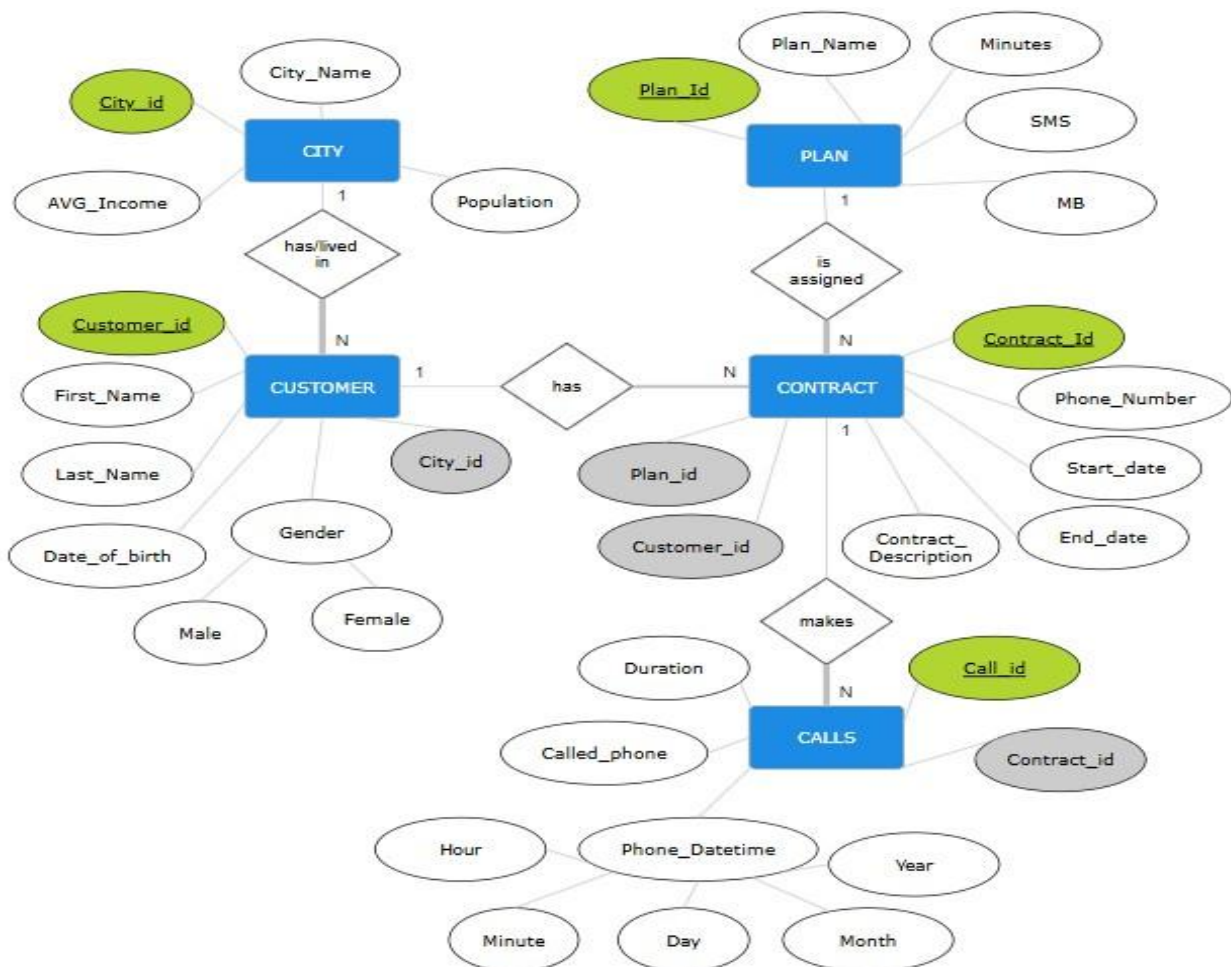 City_Name
City_id
CITY
AVG_Income
Population
1
has/lived
in
N
Plan_Name
Minutes
Plan_Id
SMS
PLAN
MB
1
is
assigned
N
Customer_id
First_Name
CUSTOMER
Last_Name
City_id
Date_of_birth
Gender
Male
Female
1
has
N
CONTRACT
Contract_Id
Phone_Number
Start_date
End_date
Contract_
Description
Plan_id
Customer_id
1
makes
N
Duration
Call_id
CALLS
Called_phone
Contract_id
Hour
Phone_Datetime
Year
Minute
Day
Month